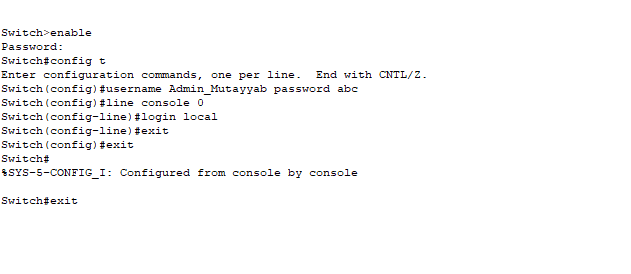 Switch>enable
Password:
Switch#config t
Enter configuration commands, one per line.  End with CNTL/Z.
Switch(config)#username Admin_Mutayyab password abc
Switch(config)#line console 0
Switch(config-line)#login local
Switch(config-line)#exit
Switch(config)#exit
Switch#
%SYS-5-CONFIG_I: Configured from console by console
Switch#exit